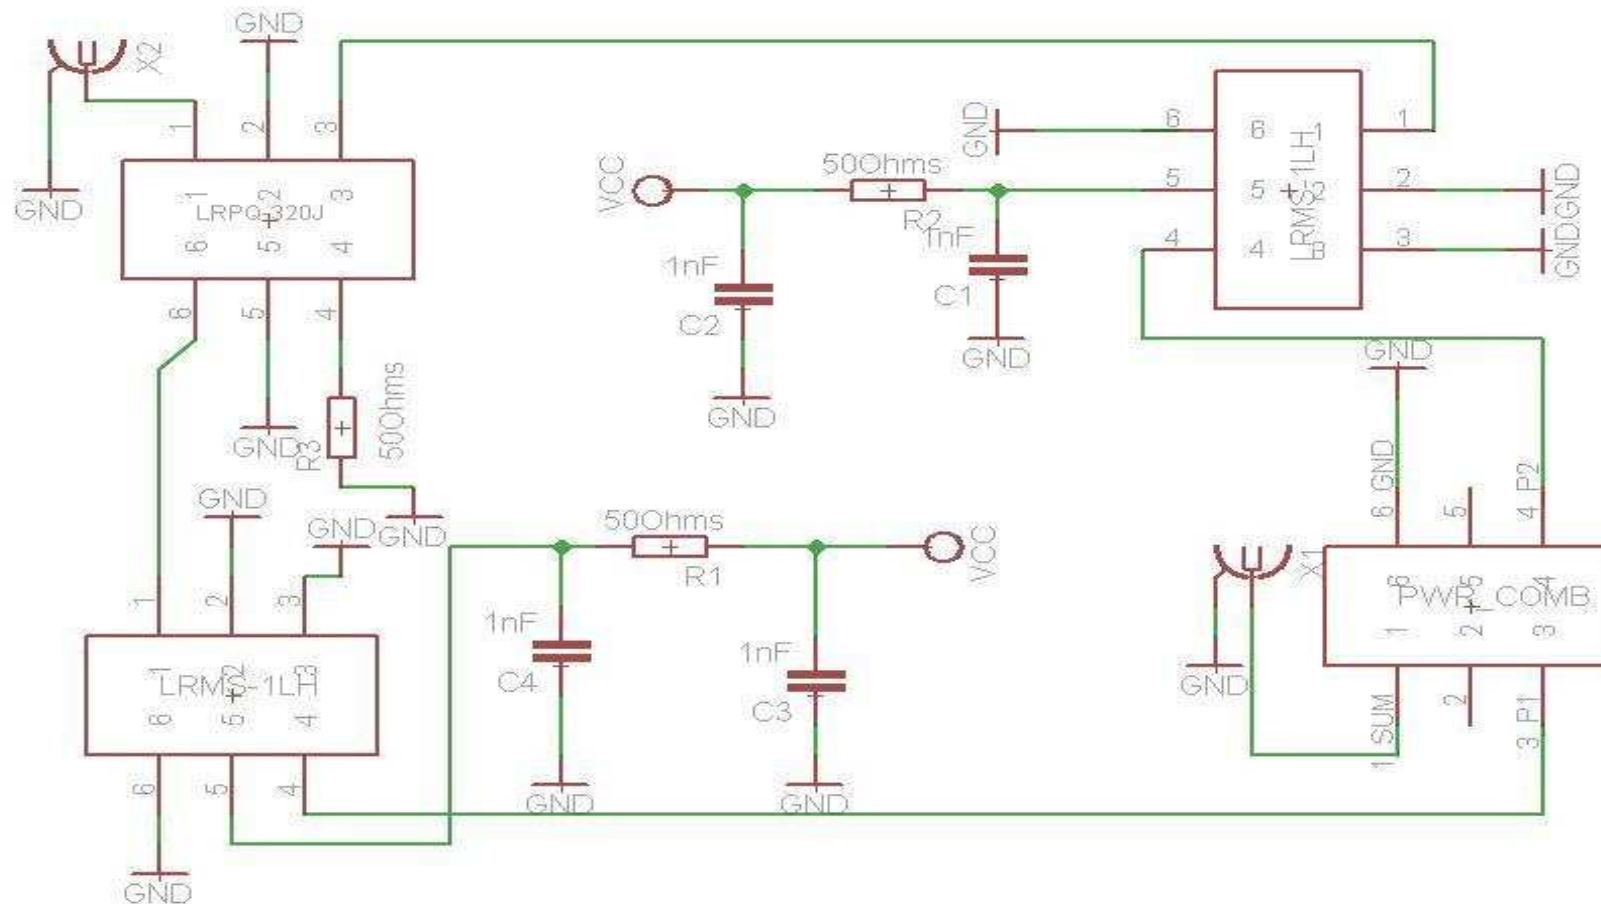 GND
X2
1
2
3
1 2 3
LRPQ-320J
6 5 4
6
5
4
GND
GND
R3
50Ohms
GND
VCC
50Ohms
R2
1nF
C2
GND
1nF
C1
GND
GND
6
5
4
6 1
5 2
4 3
LRMS-1LH
1
2
3
GND
GND
GND
6 GND
5
4 P2
X1
6 5 4
PWR_COMB
1 2 3
1 SUM
2
3 P1
GND
GND
GND
1
2
3
1 2 3
LRMS-1LH
6 5 4
6
5
4
GND
50Ohms
R1
VCC
1nF
C4
GND
1nF
C3
GND